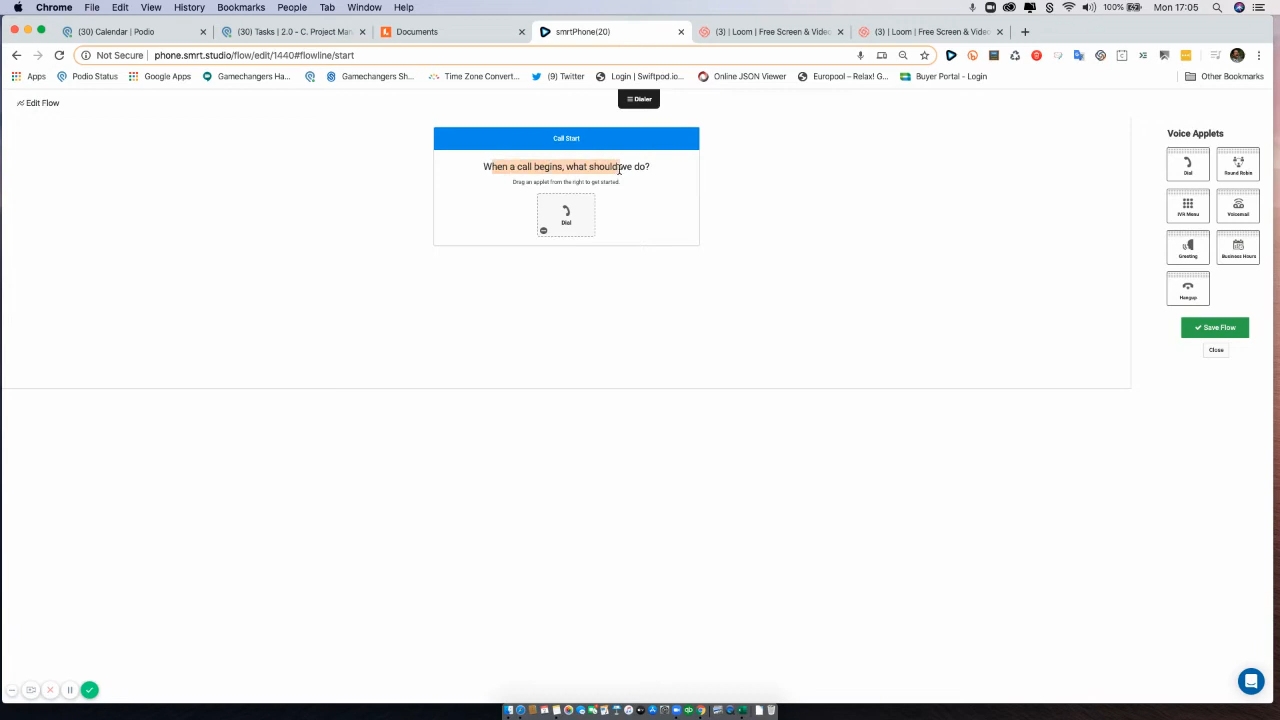 Chrome File Edit View History Bookmarks People Tab Window Help 100% Mon 17:05
(30) Calendar | Podio
(30) Tasks | 2.0 - C. Project Man
Documents
smrtPhone(20)
(3) Loom | Free Screen & Video
(3) Loom | Free Screen & Video
Not Secure phone.smrt.studio/flow/edit/1440#flowline/start
Apps Podio Status Google Apps Gamechangers Ha... Gamechangers Sh... Time Zone Convert... (3) Twitter Login | Swiftpod.io... Online JSON Viewer Europool – Relax! G... Buyer Portal - Login Other Bookmarks
Edit Flow
Dialer
Call Start
When a call begins, what should we do?
Drag an applet from the right to get started.
Dial
Voice Applets
Dial
Round Robin
IVR Menu
Voicemail
Greeting
Business Hours
Hangup
Save Flow
Close